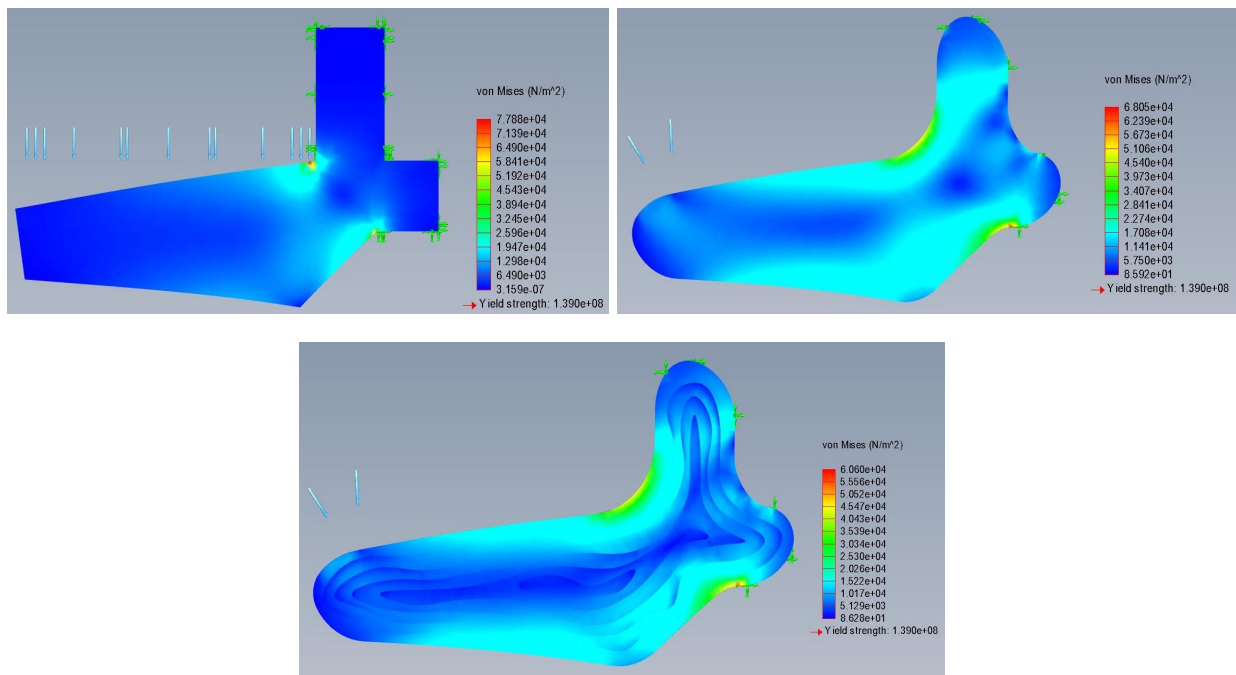 von Mises (N/m^2)
7.788e+04
7.139e+04
6.490e+04
5.841e+04
5.192e+04
4.543e+04
3.894e+04
3.245e+04
2.596e+04
1.947e+04
1.298e+04
6.490e+03
3.159e-07
Yield strength: 1.390e+08
von Mises (N/m^2)
6.805e+04
6.239e+04
5.673e+04
5.106e+04
4.540e+04
3.973e+04
3.407e+04
2.841e+04
2.274e+04
1.708e+04
1.141e+04
5.750e+03
8.592e+01
Yield strength: 1.390e+08
von Mises (N/m^2)
6.060e+04
5.556e+04
5.052e+04
4.547e+04
4.043e+04
3.539e+04
3.034e+04
2.530e+04
2.026e+04
1.522e+04
1.017e+04
5.129e+03
8.628e+01
Yield strength: 1.390e+08